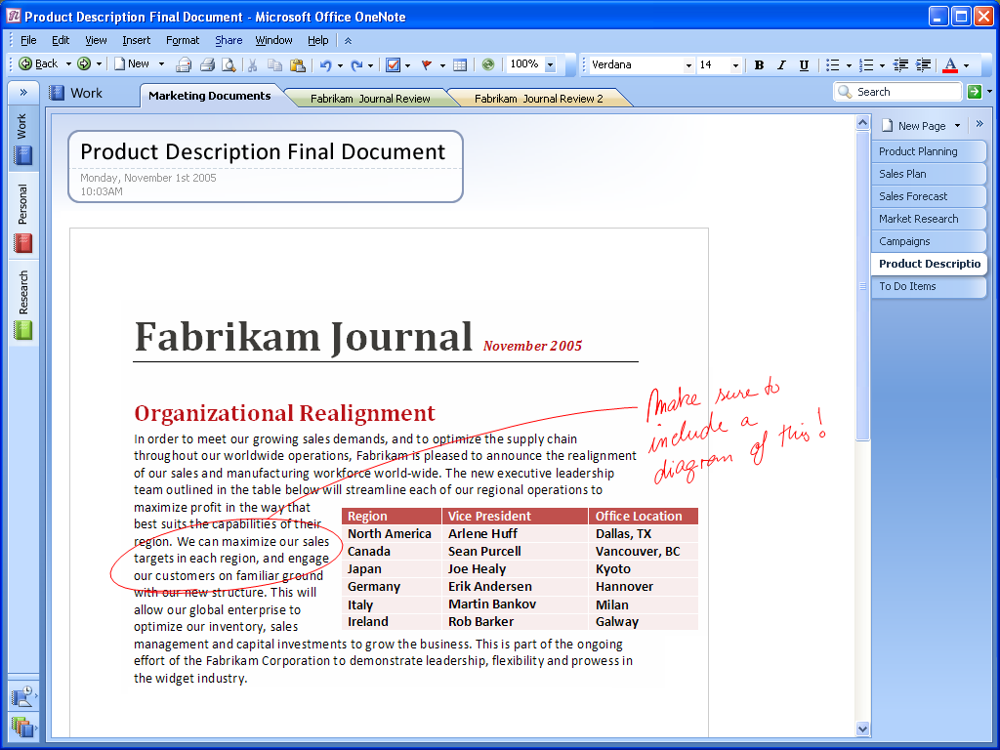 Product Description Final Document - Microsoft Office OneNote
File Edit View Insert Format Share Window Help
Back New 100% Verdana 14 B I U A
Work Marketing Documents Fabrikam Journal Review Fabrikam Journal Review 2 Search
Work
Personal
Research
Product Description Final Document
Monday, November 1st 2005
10:03AM
Fabrikam Journal November 2005
Organizational Realignment
In order to meet our growing sales demands, and to optimize the supply chain
throughout our worldwide operations, Fabrikam is pleased to announce the realignment
of our sales and manufacturing workforce world-wide. The new executive leadership
team outlined in the table below will streamline each of our regional operations to
maximize profit in the way that
best suits the capabilities of their
region. We can maximize our sales
targets in each region, and engage
our customers on familiar ground
with our new structure. This will
allow our global enterprise to
optimize our inventory, sales
management and capital investments to grow the business. This is part of the ongoing
effort of the Fabrikam Corporation to demonstrate leadership, flexibility and prowess in
the widget industry.
Region Vice President Office Location
North America Arlene Huff Dallas, TX
Canada Sean Purcell Vancouver, BC
Japan Joe Healy Kyoto
Germany Erik Andersen Hannover
Italy Martin Bankov Milan
Ireland Rob Barker Galway
Make sure to
include a
diagram of this!
New Page
Product Planning
Sales Plan
Sales Forecast
Market Research
Campaigns
Product Descriptio
To Do Items